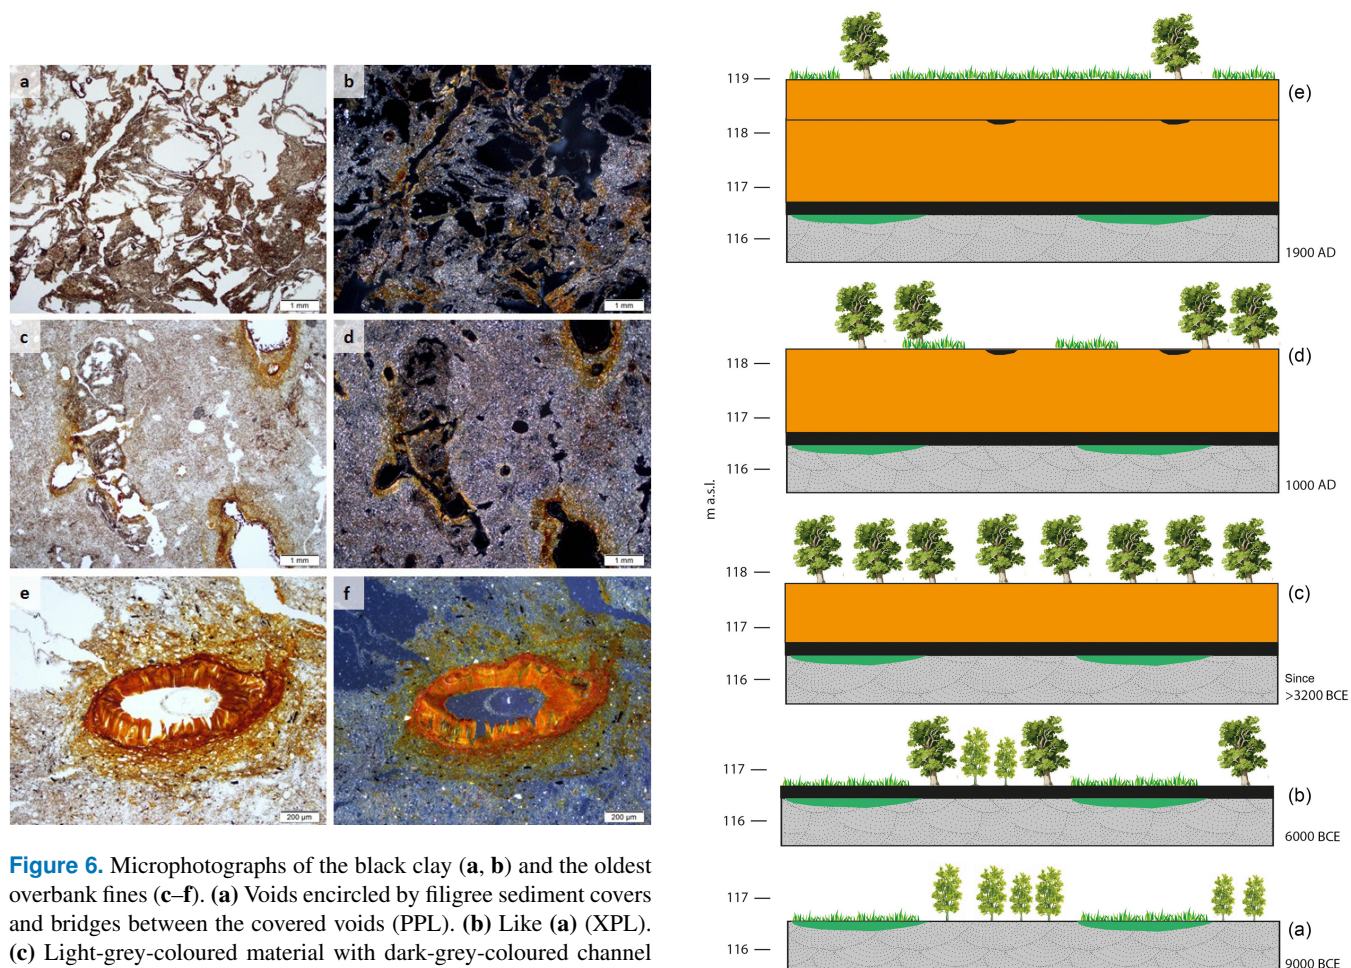 a
1 mm
b
1 mm
c
1 mm
d
1 mm
e
200 µm
f
200 µm
Figure 6. Microphotographs of the black clay (a, b) and the oldest
overbank fines (c–f). (a) Voids encircled by filigree sediment covers
and bridges between the covered voids (PPL). (b) Like (a) (XPL).
(c) Light-grey-coloured material with dark-grey-coloured channel
m a.s.l.
119
118
117
116
(e)
1900 AD
118
117
116
(d)
1000 AD
118
117
116
(c)
Since
>3200 BCE
117
116
(b)
6000 BCE
117
116
(a)
9000 BCE